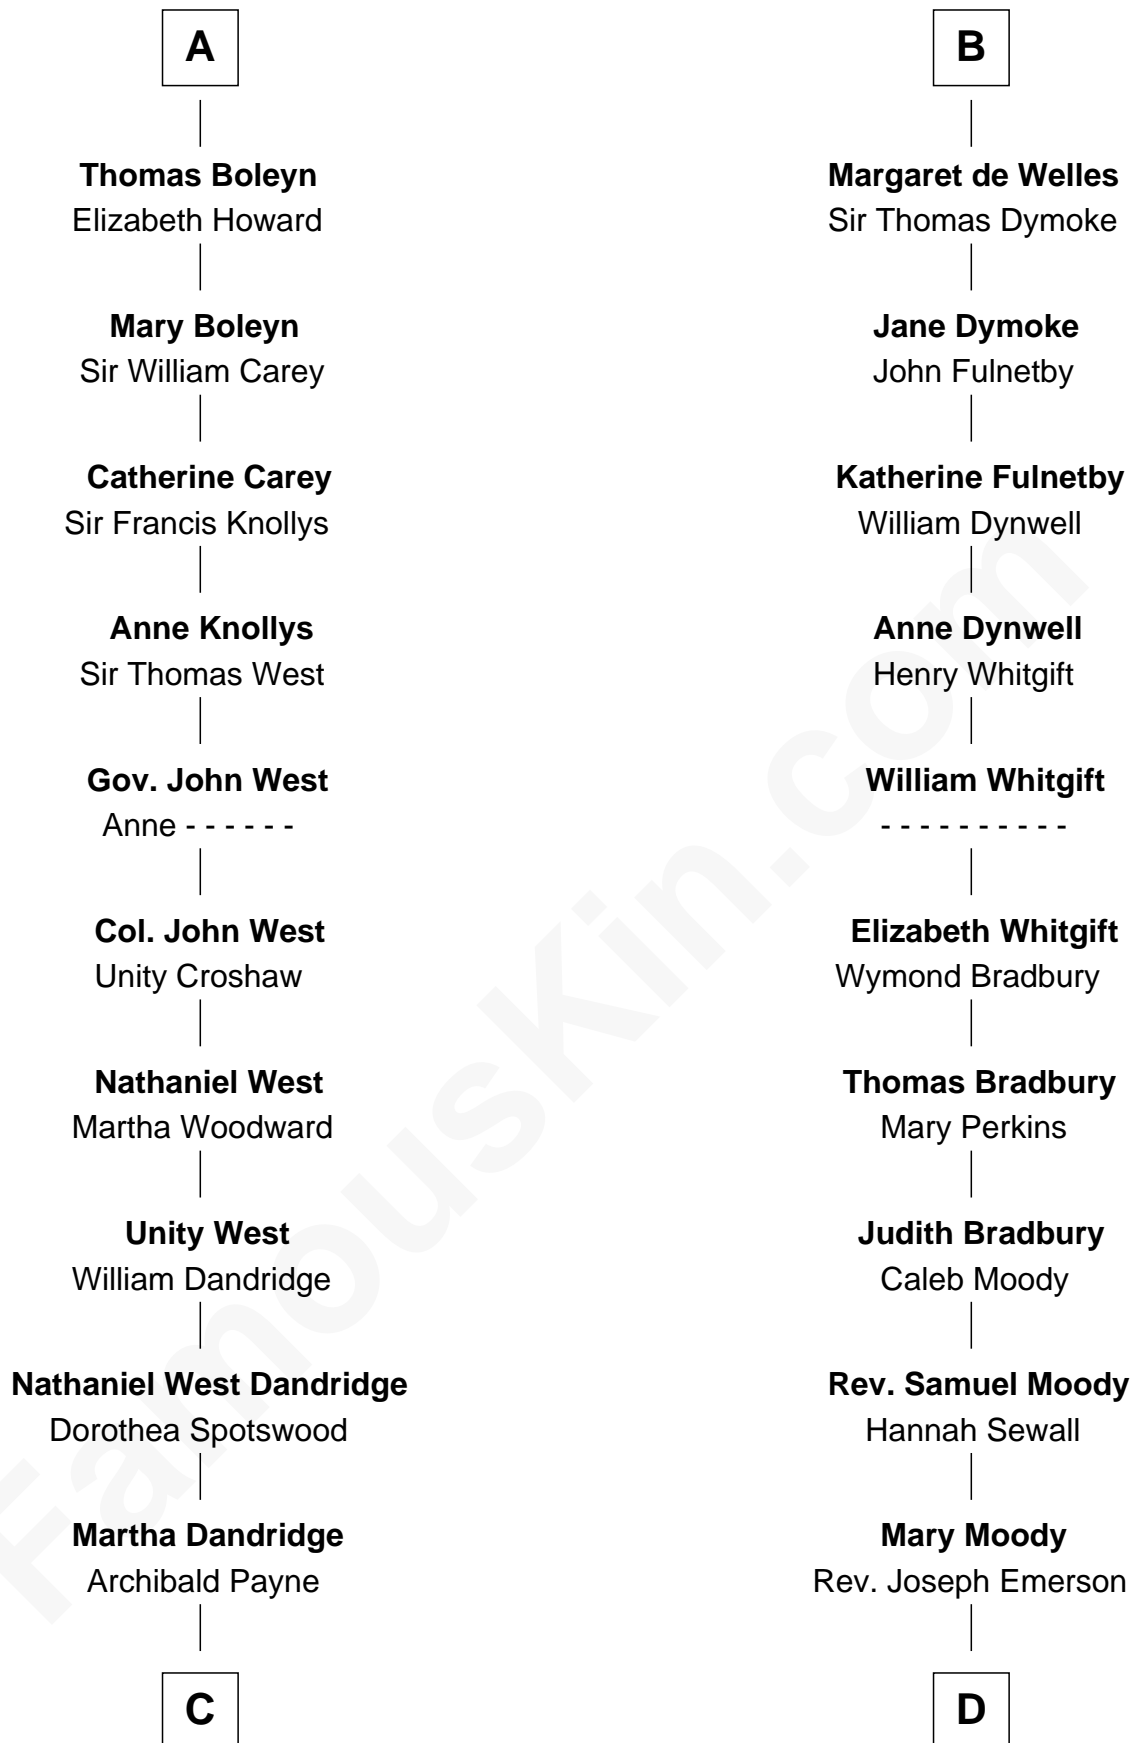 A
Thomas Boleyn
Elizabeth Howard
Mary Boleyn
Sir William Carey
Catherine Carey
Sir Francis Knollys
Anne Knollys
Sir Thomas West
Gov. John West
Anne - - - - - -
Col. John West
Unity Croshaw
Nathaniel West
Martha Woodward
Unity West
William Dandridge
Nathaniel West Dandridge
Dorothea Spotswood
Martha Dandridge
Archibald Payne
C
B
Margaret de Welles
Sir Thomas Dymoke
Jane Dymoke
John Fulnetby
Katherine Fulnetby
William Dynwell
Anne Dynwell
Henry Whitgift
William Whitgift
- - - - - - - - - -
Elizabeth Whitgift
Wymond Bradbury
Thomas Bradbury
Mary Perkins
Judith Bradbury
Caleb Moody
Rev. Samuel Moody
Hannah Sewall
Mary Moody
Rev. Joseph Emerson
D
FamousKin.com